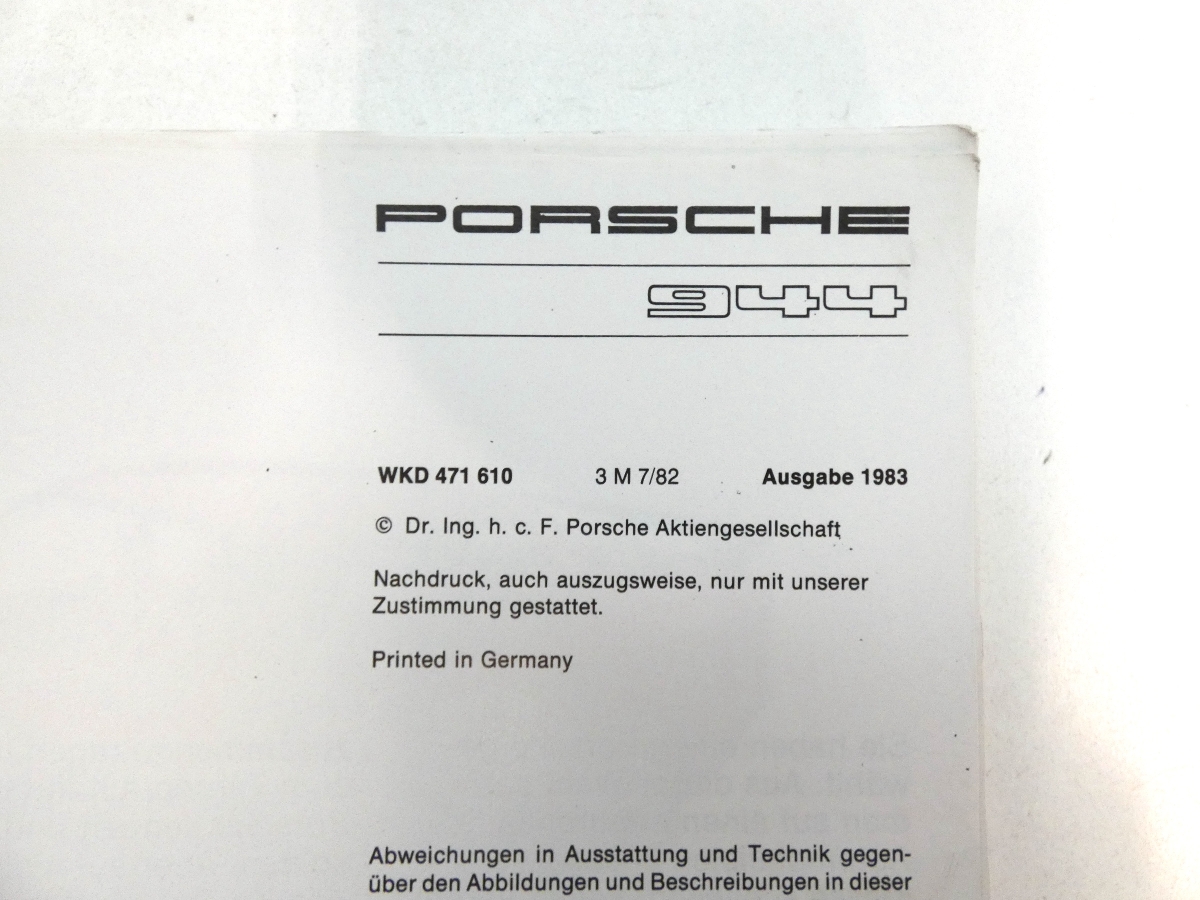 PORSCHE
944
WKD 471 610 3 M 7/82 Ausgabe 1983
© Dr. Ing. h. c. F. Porsche Aktiengesellschaft
Nachdruck, auch auszugsweise, nur mit unserer
Zustimmung gestattet.
Printed in Germany
Abweichungen in Ausstattung und Technik gegen-
über den Abbildungen und Beschreibungen in dieser